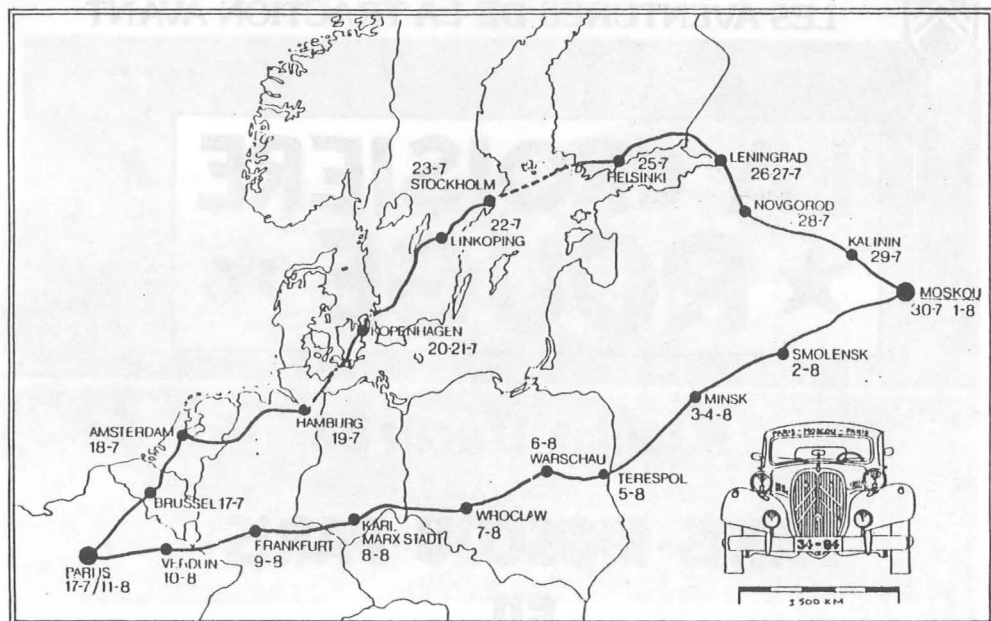 23-7
STOCKHOLM
22-7
LINKOPING
25-7
HELSINKI
LENINGRAD
26 27-7
NOVGOROD
28-7
KALININ
29-7
MOSKOU
30-7 1-8
KOPENHAGEN
20-21-7
SMOLENSK
2-8
MINSK
3-4-8
HAMBURG
19-7
AMSTERDAM
18-7
6-8
WARSCHAU
TERESPOL
5-8
BRUSSEL 17-7
WROCLAW
7-8
KARL
MARX STADT
8-8
FRANKFURT
9-8
VERDUN
10-8
PARIJS
17-7/11-8
PARIS-MOSKOU-PARIS
34-84
500 KM